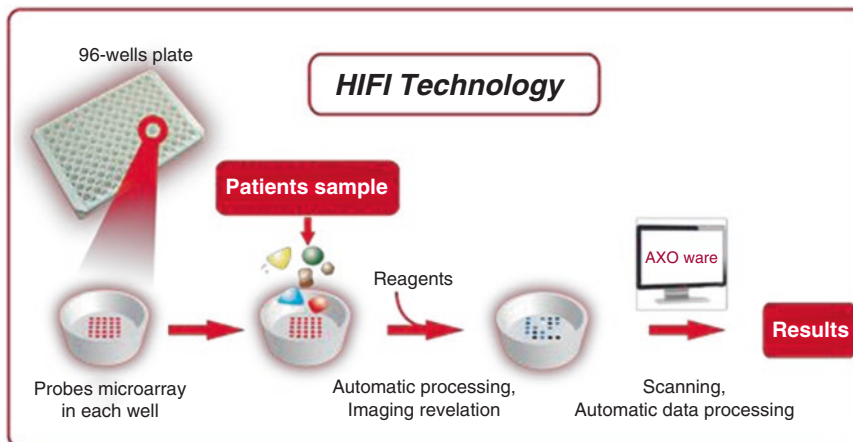 96-wells plate
HIFI Technology
Patients sample
Reagents
AXO ware
Results
Probes microarray
in each well
Automatic processing,
Imaging revelation
Scanning,
Automatic data processing